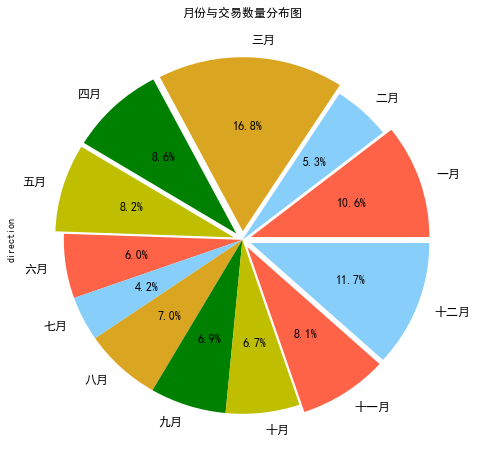 月份与交易数量分布图
三月
四月
二月
16.8%
8.6%
5.3%
一月
五月
10.6%
8.2%
direction
六月
6.0%
4.2%
11.7%
七月
7.0%
6.9%
6.7%
8.1%
十二月
八月
九月
十月
十一月